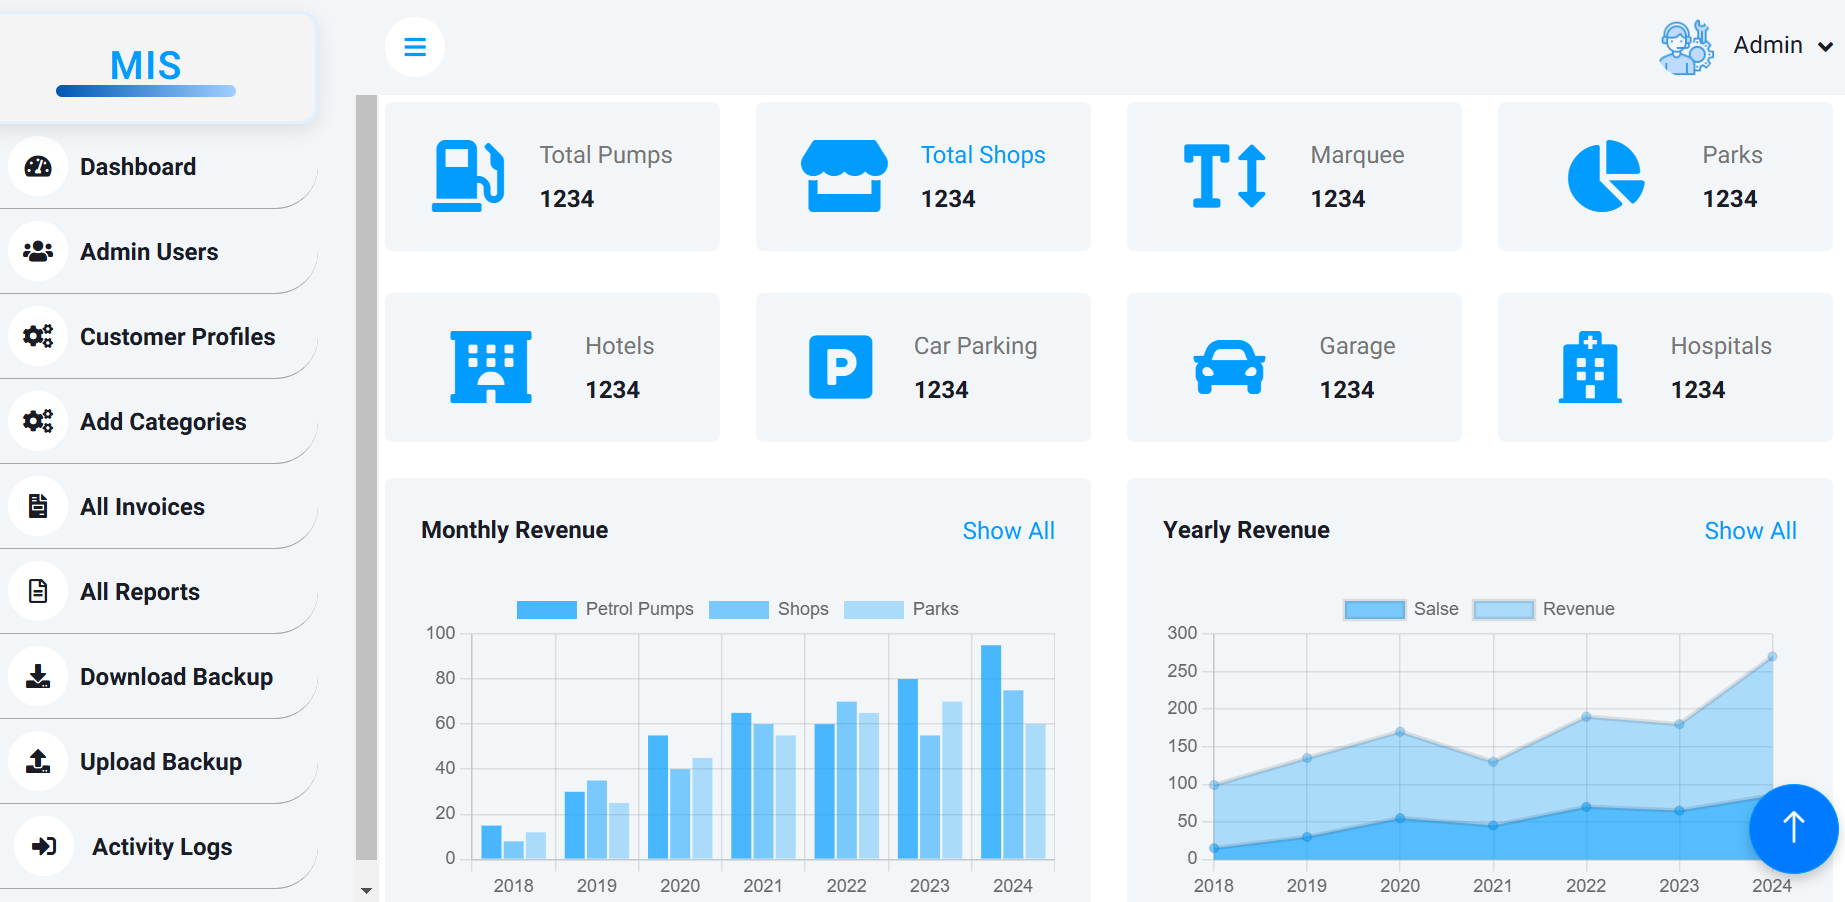 MIS
Admin
Dashboard
Admin Users
Customer Profiles
Add Categories
All Invoices
All Reports
Download Backup
Upload Backup
Activity Logs
Total Pumps
1234
Total Shops
1234
Marquee
1234
Parks
1234
Hotels
1234
P
Car Parking
1234
Garage
1234
Hospitals
1234
Monthly Revenue
Show All
Petrol Pumps Shops Parks
100
80
60
40
20
0
2018 2019 2020 2021 2022 2023 2024
Yearly Revenue
Show All
Salse Revenue
300
250
200
150
100
50
0
2018 2019 2020 2021 2022 2023 2024